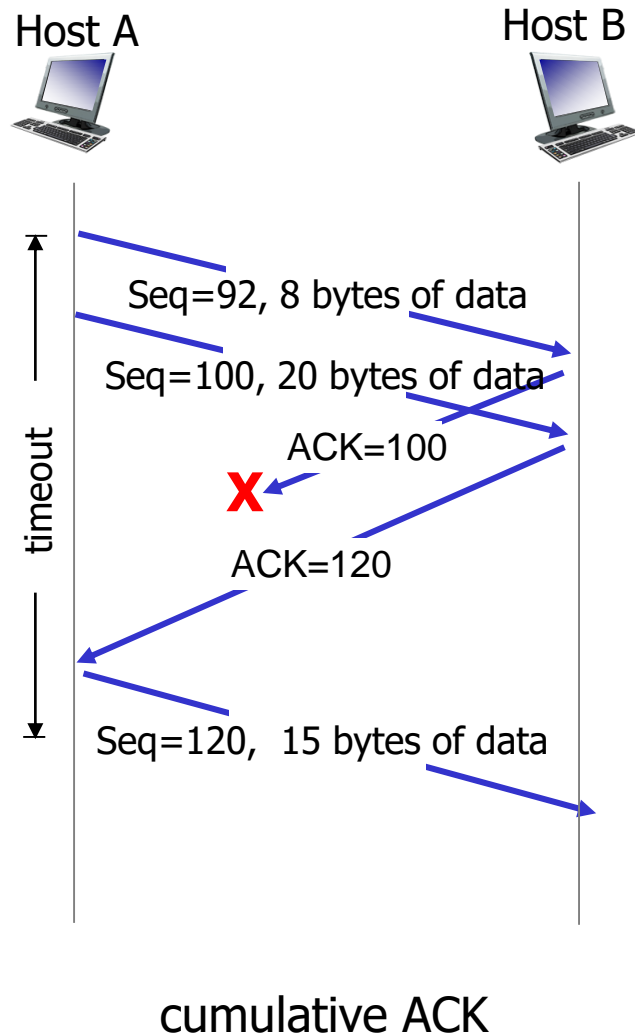 Host A
Host B
Seq=92, 8 bytes of data
Seq=100, 20 bytes of data
ACK=100
X
timeout
ACK=120
Seq=120, 15 bytes of data
cumulative ACK